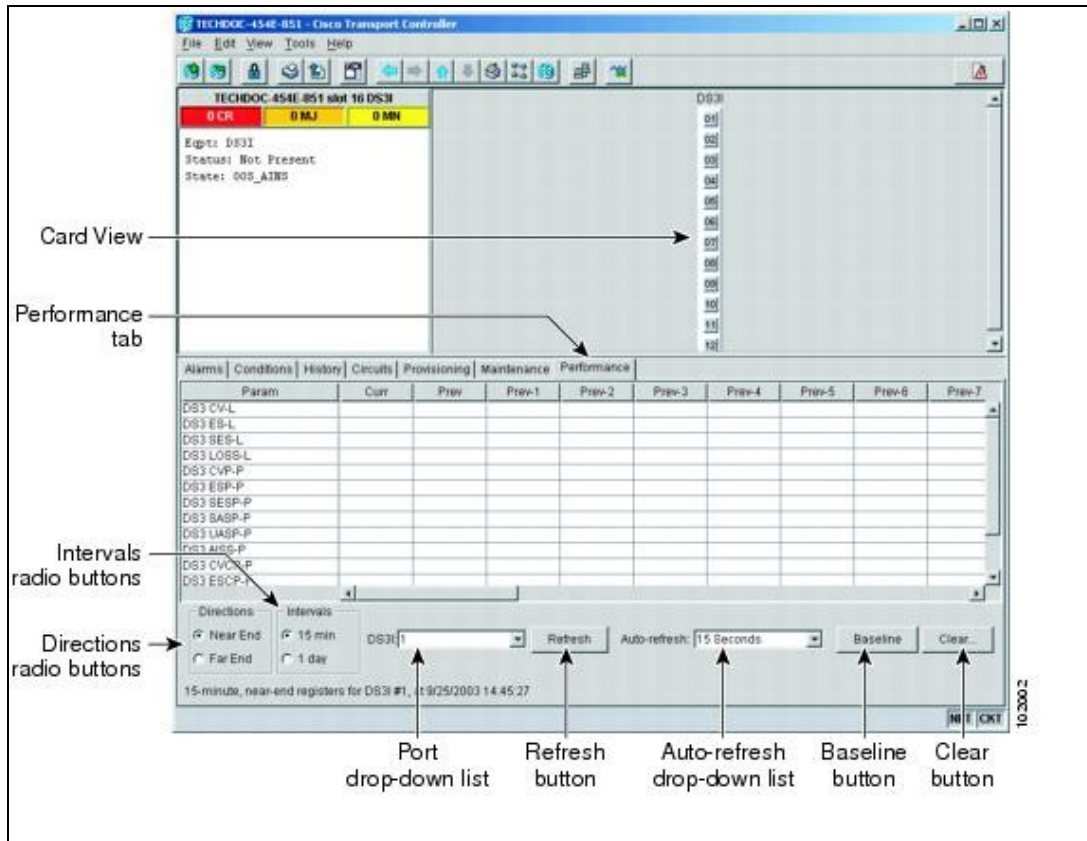 TECHDOC-454E-851 - Cisco Transport Controller
File Edit View Tools Help
TECHDOC-454E-851 slot 16 DS3I
0 CR 0 MJ 0 MN
Eqpt: DS3I
Status: Not Present
State: OOS_AINS
DS3I
01
02
03
04
05
06
07
08
09
10
11
12
Card View
Performance tab
Alarms Conditions History Circuits Provisioning Maintenance Performance
Param Curr Prev Prev-1 Prev-2 Prev-3 Prev-4 Prev-5 Prev-6 Prev-7
DS3 CV-L
DS3 ES-L
DS3 SES-L
DS3 LOSS-L
DS3 CVP-P
DS3 ESP-P
DS3 SESP-P
DS3 SASP-P
DS3 UASP-P
DS3 AISS-P
DS3 CVCP-P
DS3 ESCP-P
Intervals
radio buttons
Directions
radio buttons
Directions Intervals
Near End 15 min DS3I: 1 Refresh Auto-refresh: 15 Seconds Baseline Clear...
Far End 1 day
15-minute, near-end registers for DS3I #1, at 9/25/2003 14:45:27
NET CKT
102002
Port
drop-down list
Refresh
button
Auto-refresh
drop-down list
Baseline
button
Clear
button